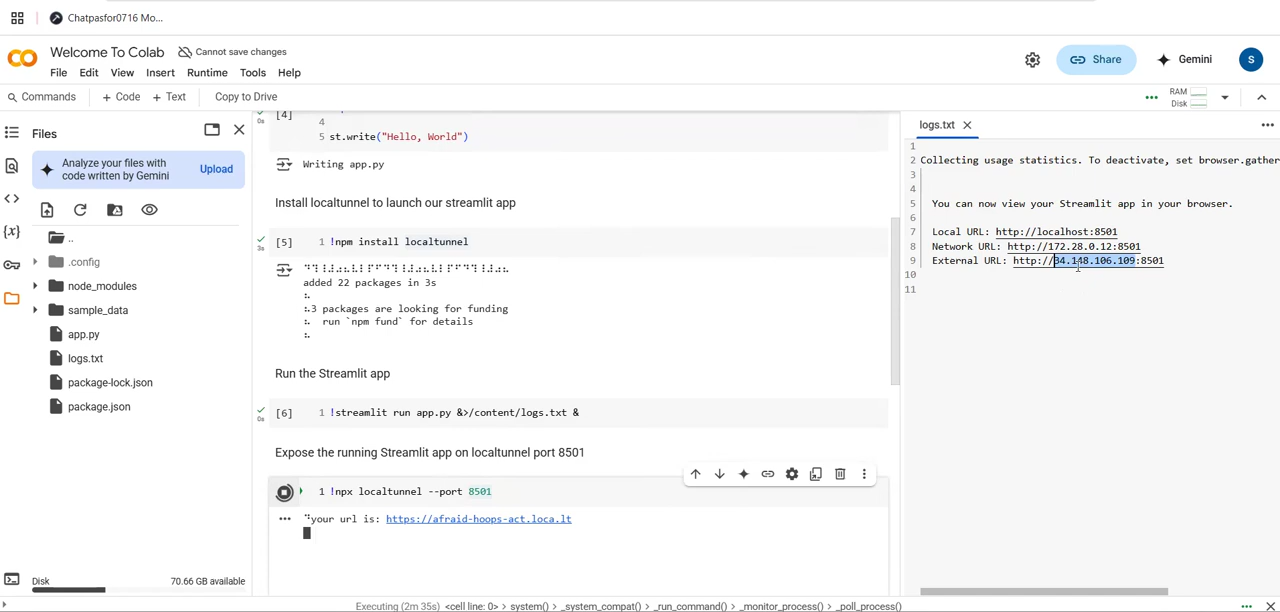 Chatpasfor0716 Mo...
Welcome To Colab
Cannot save changes
File Edit View Insert Runtime Tools Help
Share
Gemini
S
Commands
+ Code
+ Text
Copy to Drive
RAM
Disk
Files
Analyze your files with
code written by Gemini
Upload
..
.config
node_modules
sample_data
app.py
logs.txt
package-lock.json
package.json
Disk
70.66 GB available
[4]
0s
4
5 st.write("Hello, World")
Writing app.py
Install localtunnel to launch our streamlit app
[5]
3s
1 !npm install localtunnel
added 22 packages in 3s
3 packages are looking for funding
run `npm fund` for details
Run the Streamlit app
[6]
0s
1 !streamlit run app.py &>/content/logs.txt &
Expose the running Streamlit app on localtunnel port 8501
1 !npx localtunnel --port 8501
your url is: https://afraid-hoops-act.loca.lt
logs.txt
1
2 Collecting usage statistics. To deactivate, set browser.gather
3
4
5 You can now view your Streamlit app in your browser.
6
7 Local URL: http://localhost:8501
8 Network URL: http://172.28.0.12:8501
9 External URL: http://34.148.106.109:8501
10
11
Executing (2m 35s) <cell line: 0> > system() > _system_compat() > _run_command() > _monitor_process() > _poll_process()